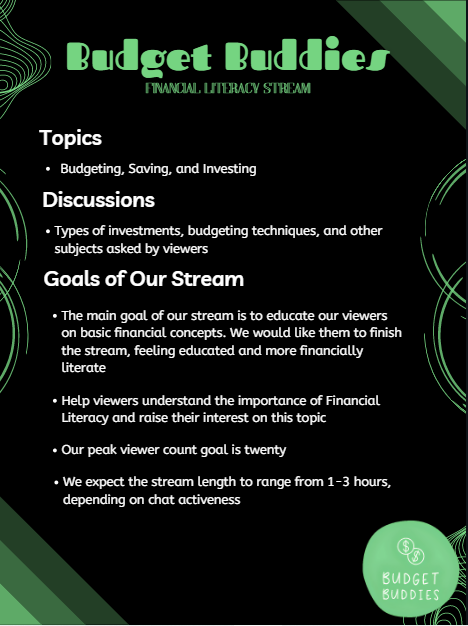 Budget Buddies
FINANCIAL LITERACY STREAM
Topics
• Budgeting, Saving, and Investing
Discussions
• Types of investments, budgeting techniques, and other
subjects asked by viewers
Goals of Our Stream
• The main goal of our stream is to educate our viewers
on basic financial concepts. We would like them to finish
the stream, feeling educated and more financially
literate
• Help viewers understand the importance of Financial
Literacy and raise their interest on this topic
• Our peak viewer count goal is twenty
• We expect the stream length to range from 1-3 hours,
depending on chat activeness
$ $
BUDGET
BUDDIES